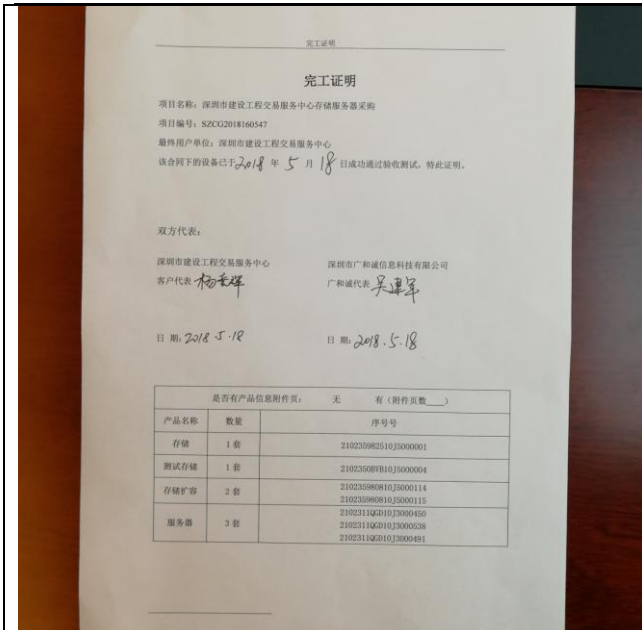 完工证明
完工证明
项目名称：深圳市建设工程交易服务中心存储服务器采购
项目编号：SZCG2018160547
最终用户单位：深圳市建设工程交易服务中心
该合同下的设备已于2018 年 5 月 18 日成功通过验收测试，特此证明。
双方代表：
深圳市建设工程交易服务中心 深圳市广和诚信息科技有限公司
客户代表 广和诚代表 吴建军
日 期：2018.5.18 日 期：2018.5.18
是否有产品信息附件页： 无 有（附件页数___）
产品名称 数量 序号号
存储 1套 210235982510J5000001
测试存储 1套 2102350BVB10J5000004
存储扩容 2套 210235980810J5000114
210235980810J5000115
服务器 3套 2102311QGD10J3000450
2102311QGD10J3000538
2102311QGD10J3000491